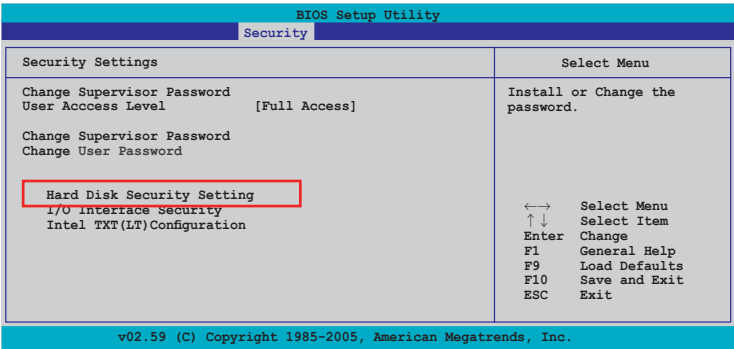 BIOS Setup Utility
Security
Security Settings
Change Supervisor Password
User Acccess Level [Full Access]
Change Supervisor Password
Change User Password
Hard Disk Security Setting
I/O Interface Security
Intel TXT(LT)Configuration
Select Menu
Install or Change the
password.
←→ Select Menu
↑↓ Select Item
Enter Change
F1 General Help
F9 Load Defaults
F10 Save and Exit
ESC Exit
v02.59 (C) Copyright 1985-2005, American Megatrends, Inc.